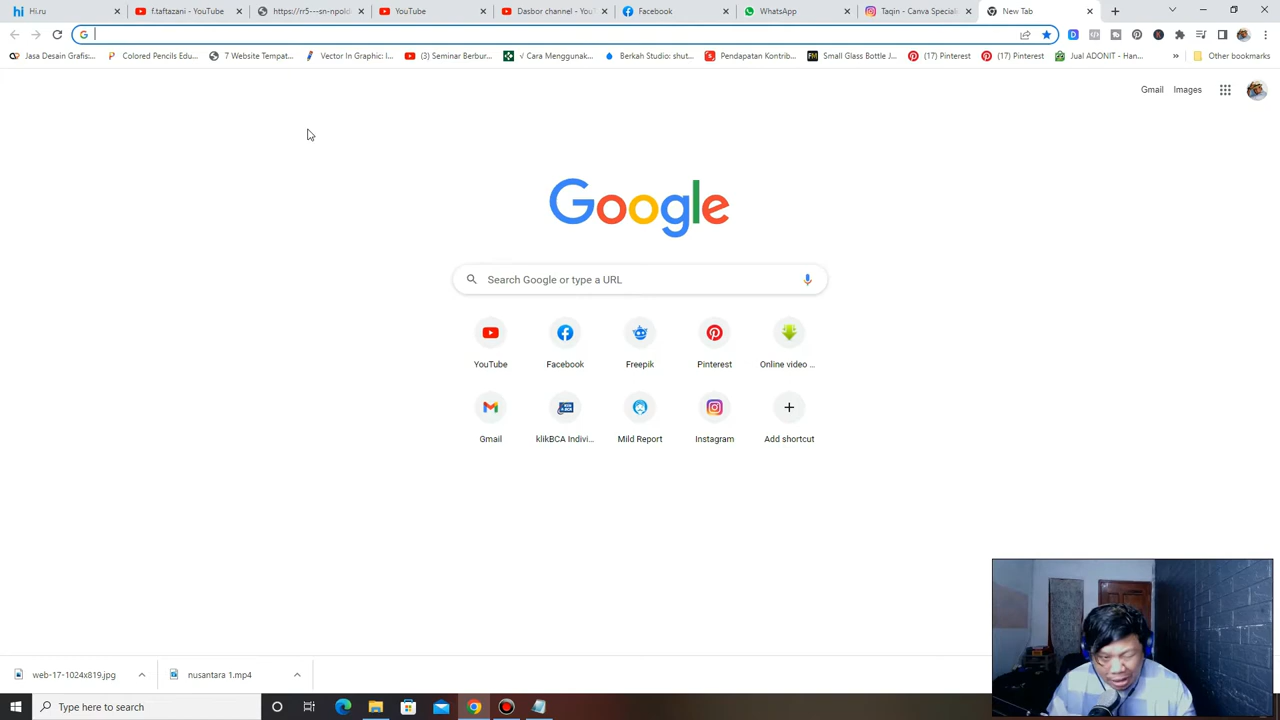 Hi.ru
f.taftazani - YouTube
https://rr5---sn-npold
YouTube
Dasbor channel - YouT
Facebook
WhatsApp
Taqin - Canva Speciali
New Tab
Jasa Desain Grafis:...
Colored Pencils Edu...
7 Website Tempat...
Vector In Graphic: I...
(3) Seminar Berbur...
√ Cara Menggunak...
Berkah Studio: shut...
Pendapatan Kontrib...
FM
Small Glass Bottle J...
(17) Pinterest
(17) Pinterest
Jual ADONIT - Han...
»
Other bookmarks
Gmail
Images
Google
Search Google or type a URL
YouTube
Facebook
Freepik
Pinterest
Online video ...
Gmail
klikBCA Indivi...
Mild Report
Instagram
Add shortcut
web-17-1024x819.jpg
nusantara 1.mp4
Type here to search